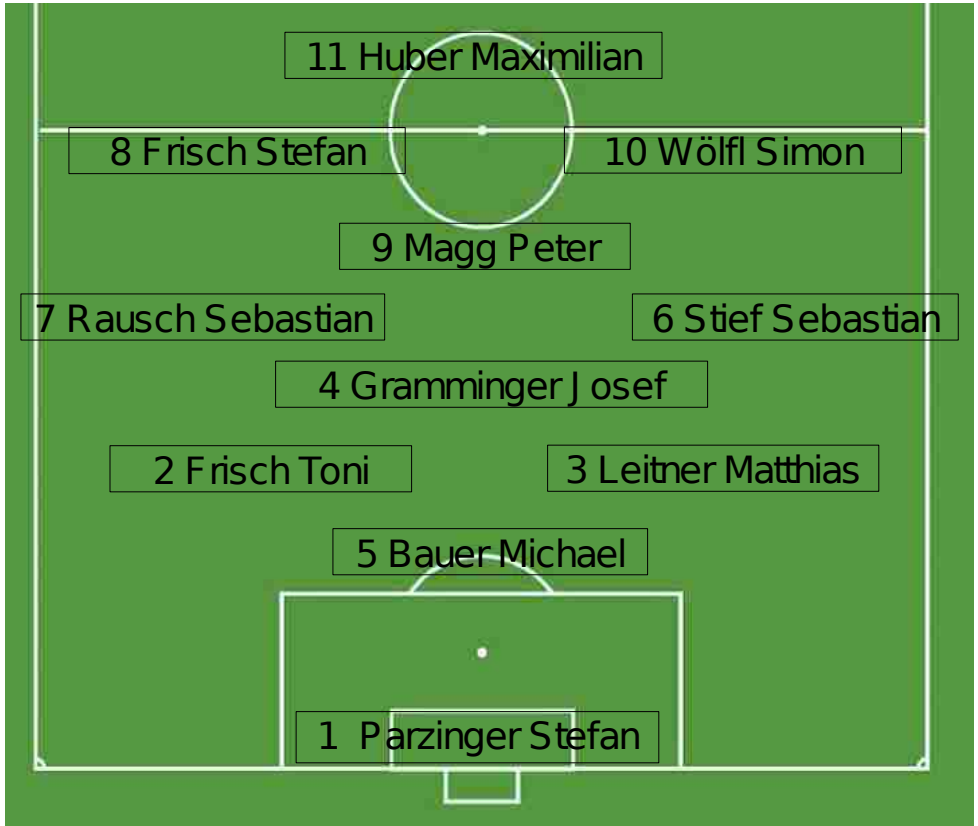 11 Huber Maximilian
8 Frisch Stefan
10 Wölfl Simon
9 Magg Peter
7 Rausch Sebastian
6 Stief Sebastian
4 Gramminger Josef
2 Frisch Toni
3 Leitner Matthias
5 Bauer Michael
1 Parzinger Stefan